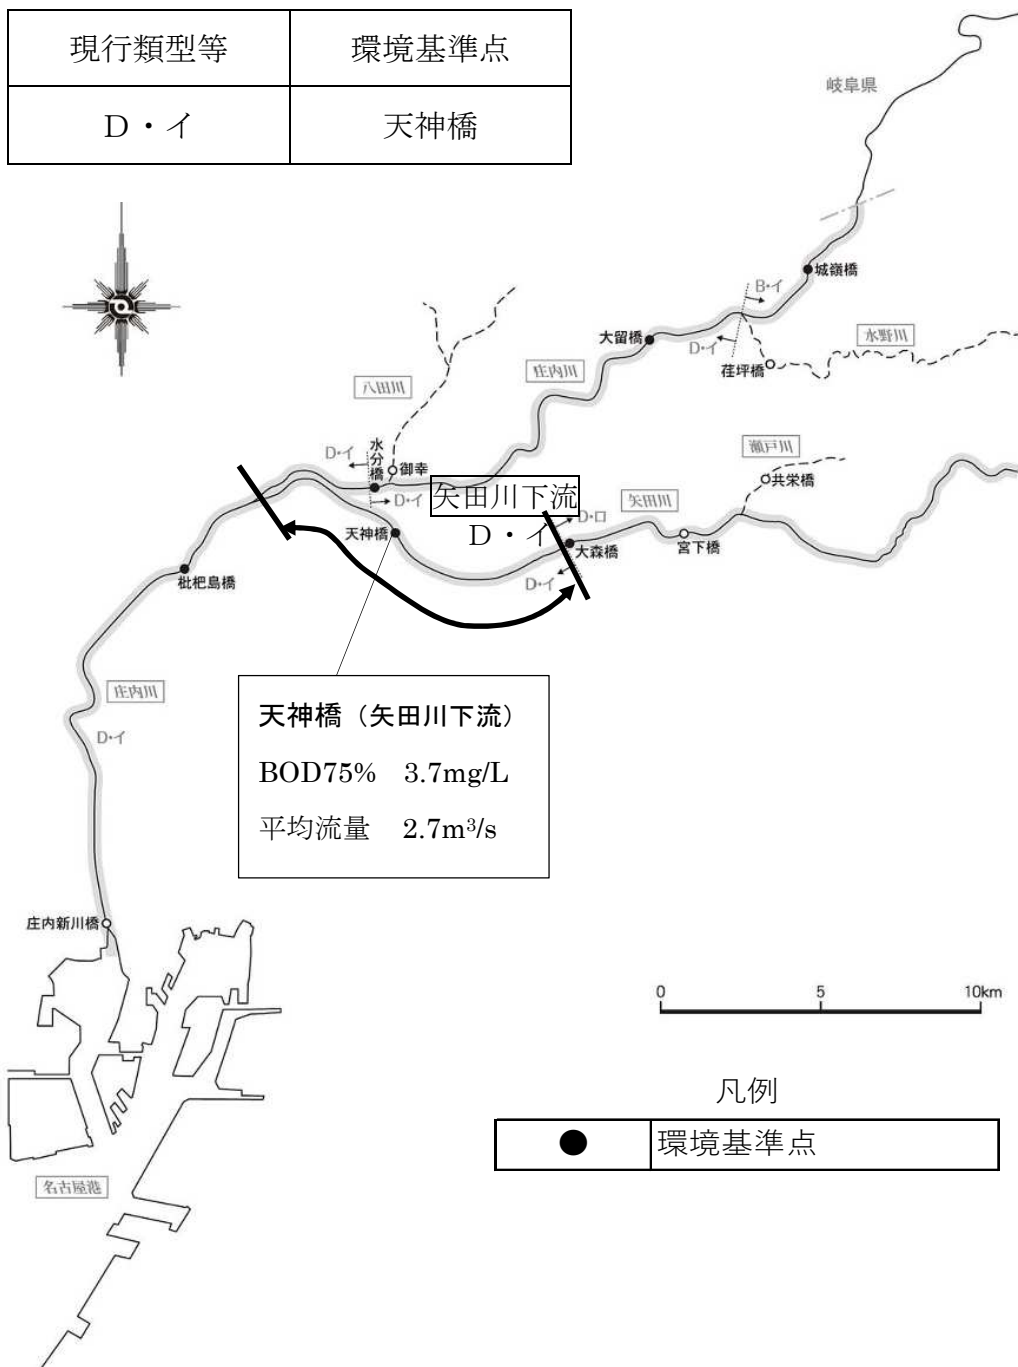 現行類型等 環境基準点
D・イ 天神橋
岐阜県
城嶺橋
B・イ
大留橋
D・イ
水野川
荏坪橋
庄内川
八田川
水分橋
D・イ
御幸
D・イ
瀬戸川
共栄橋
矢田川下流
D・イ
矢田川
D・ロ
天神橋
大森橋
宮下橋
D・イ
枇杷島橋
庄内川
D・イ
天神橋（矢田川下流）
BOD75% 3.7mg/L
平均流量 2.7m³/s
庄内新川橋
0 5 10km
凡例
● 環境基準点
名古屋港